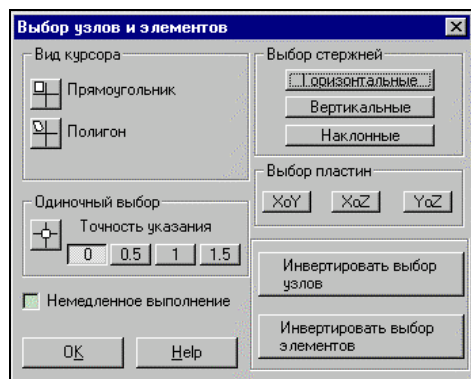 Выбор узлов и элементов
Вид курсора
Прямоугольник
Полигон
Одиночный выбор
Точность указания
0 0.5 1 1.5
Немедленное выполнение
OK Help
Выбор стержней
Горизонтальные
Вертикальные
Наклонные
Выбор пластин
XoY XoZ YoZ
Инвертировать выбор
узлов
Инвертировать выбор
элементов